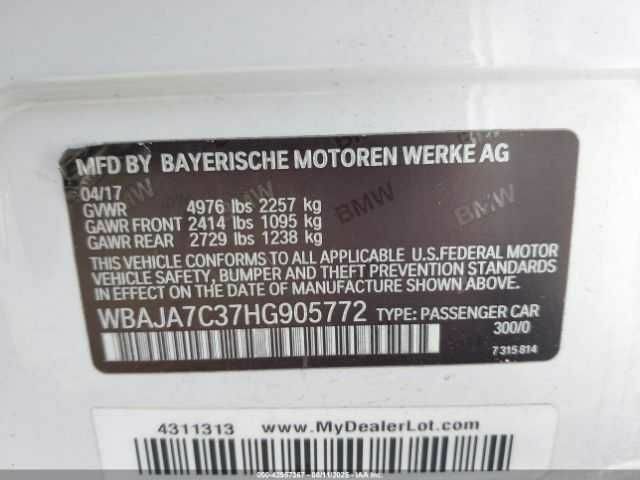 MFD BY BAYERISCHE MOTOREN WERKE AG
04/17
GVWR 4976 lbs 2257 kg
GAWR FRONT 2414 lbs 1095 kg
GAWR REAR 2729 lbs 1238 kg
THIS VEHICLE CONFORMS TO ALL APPLICABLE U.S.FEDERAL MOTOR
VEHICLE SAFETY, BUMPER, AND THEFT PREVENTION STANDARDS
IN EFFECT ON THE DATE OF MANUFACTURE SHOWN ABOVE.
WBAJA7C37HG905772 TYPE: PASSENGER CAR
300/0
7 315 814
BMW
BMW
4311313 www.MyDealerLot.com